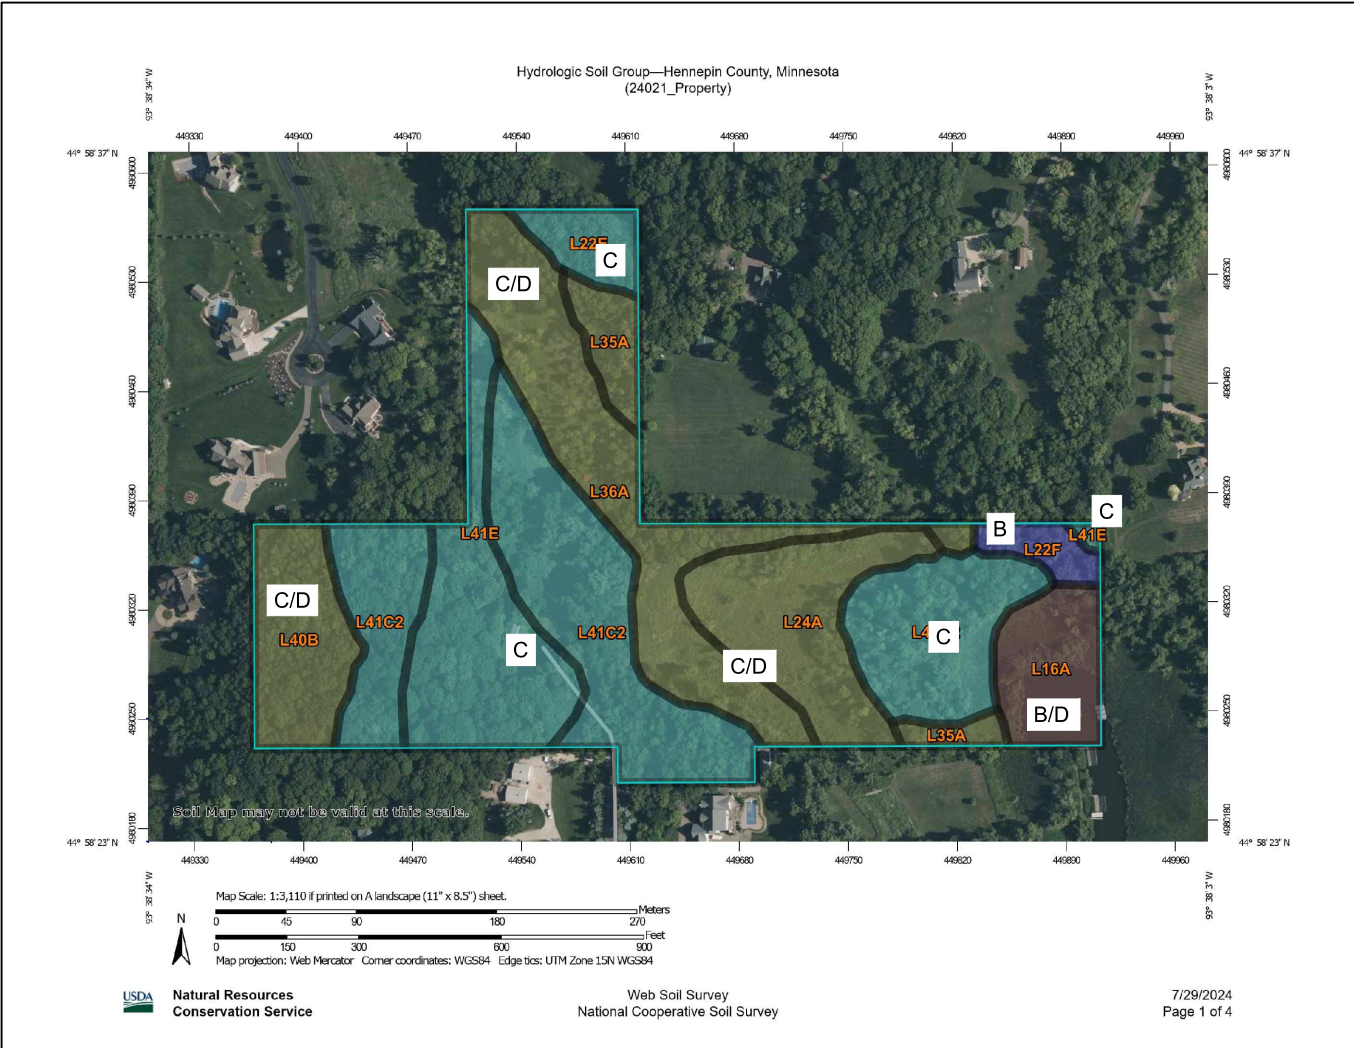 Hydrologic Soil Group—Hennepin County, Minnesota
(24021_Property)
93° 38' 34" W
93° 38' 3" W
449330 449400 449470 449540 449610 449680 449750 449820 449890 449960
44° 58' 37" N
44° 58' 37" N
4980600
4980600
L22F
C
C/D
4980530
4980530
L35A
4980460
4980460
L36A
4980390
4980390
C
B
L41E
L41E
L22F
C/D
4980320
4980320
L41C2
L41C2
L24A
C
L40B
C
C/D
L16A
B/D
4980250
4980250
L35A
Soil Map may not be valid at this scale.
4980180
4980180
44° 58' 23" N
44° 58' 23" N
449330 449400 449470 449540 449610 449680 449750 449820 449890 449960
93° 38' 34" W
93° 38' 3" W
Map Scale: 1:3,110 if printed on A landscape (11" x 8.5") sheet.
Meters
0 45 90 180 270
N
Feet
0 150 300 600 900
Map projection: Web Mercator Corner coordinates: WGS84 Edge tics: UTM Zone 15N WGS84
USDA
Natural Resources
Conservation Service
Web Soil Survey
National Cooperative Soil Survey
7/29/2024
Page 1 of 4